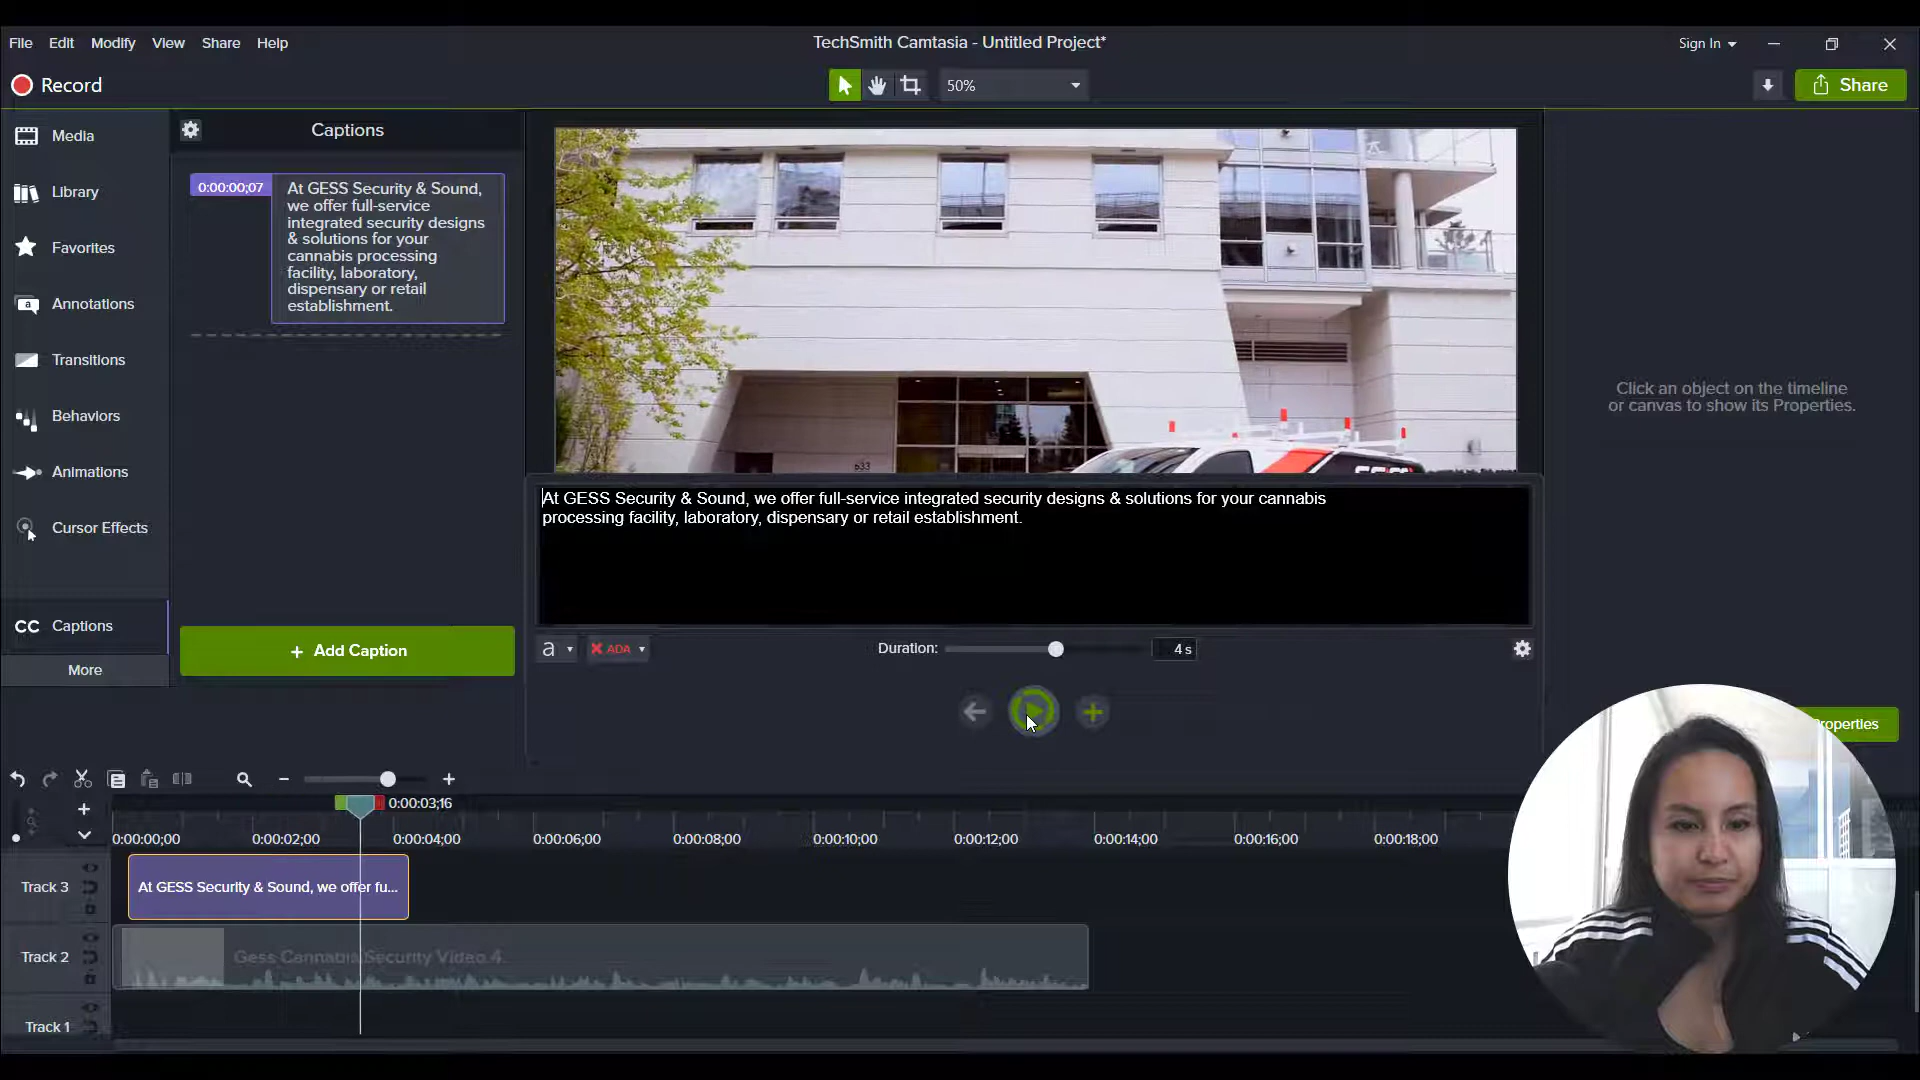 File Edit Modify View Share Help
TechSmith Camtasia - Untitled Project*
Sign In
Record
50%
Share
Media
Library
Favorites
Annotations
Transitions
Behaviors
Animations
Cursor Effects
CC Captions
More
Captions
0:00:00;07
At GESS Security & Sound,
we offer full-service
integrated security designs
& solutions for your
cannabis processing
facility, laboratory,
dispensary or retail
establishment.
+ Add Caption
633
At GESS Security & Sound, we offer full-service integrated security designs & solutions for your cannabis
processing facility, laboratory, dispensary or retail establishment.
a
ADA
Duration:
4 s
Click an object on the timeline
or canvas to show its Properties.
roperties
0:00:03;16
0:00:00;00 0:00:02;00 0:00:04;00 0:00:06;00 0:00:08;00 0:00:10;00 0:00:12;00 0:00:14;00 0:00:16;00 0:00:18;00
Track 3
At GESS Security & Sound, we offer fu...
Track 2
Gess Cannabis Security Video 4
Track 1